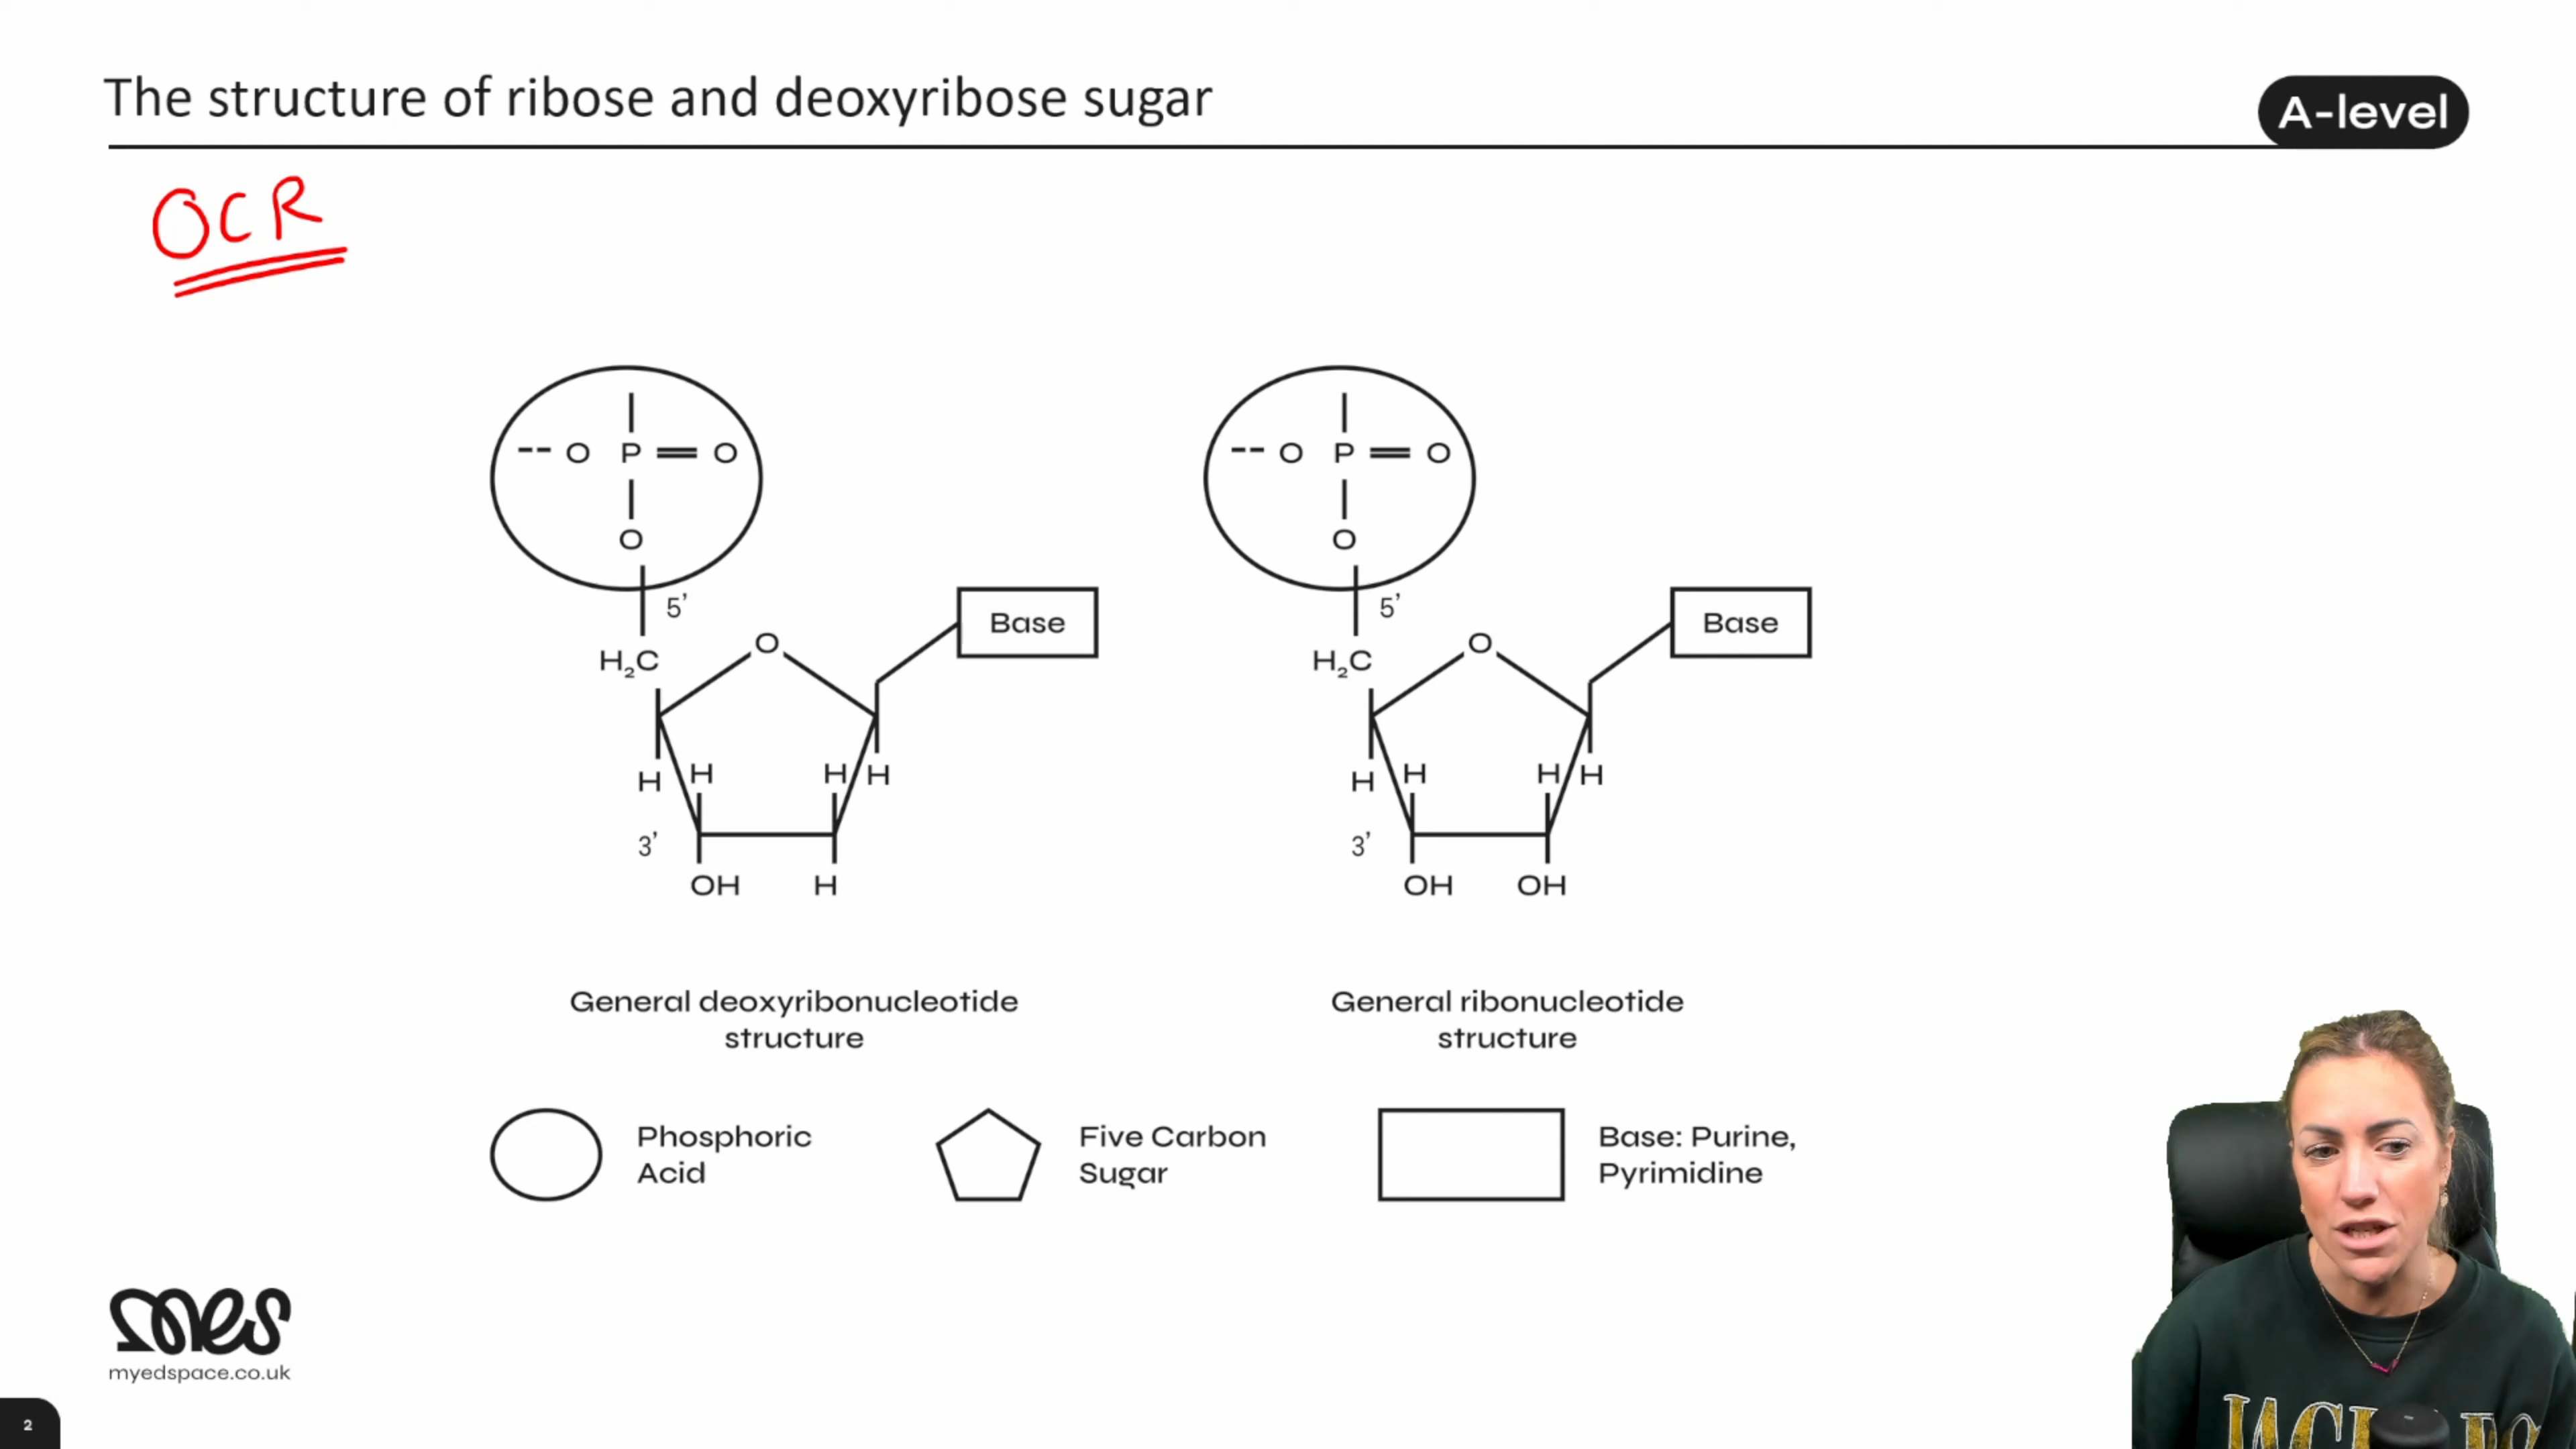 The structure of ribose and deoxyribose sugar
A-level
OCR
-- O P = O
O
5’
H₂C
O
Base
H H H H
3’
OH H
General deoxyribonucleotide
structure
-- O P = O
O
5’
H₂C
O
Base
H H H H
3’
OH OH
General ribonucleotide
structure
Phosphoric
Acid
Five Carbon
Sugar
Base: Purine,
Pyrimidine
mes
myedspace.co.uk
2